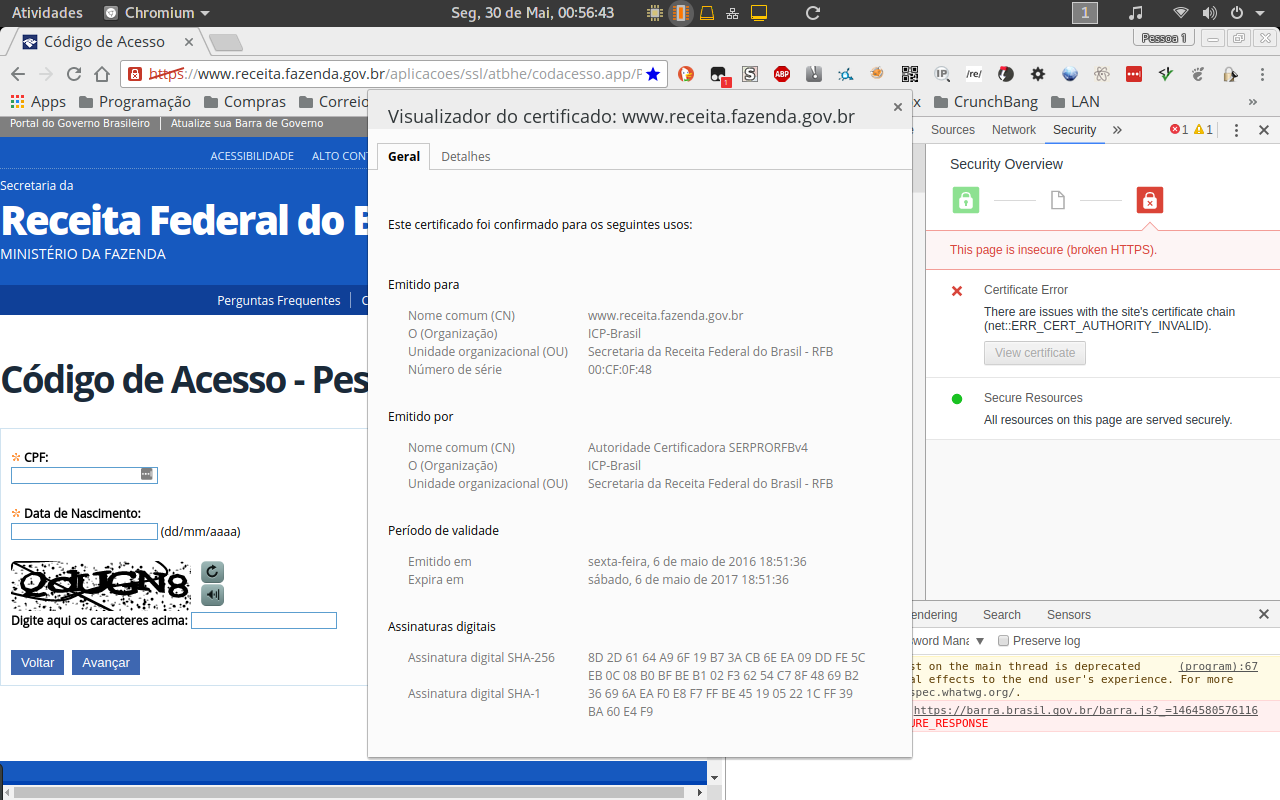 Atividades Chromium Seg, 30 de Mai, 00:56:43 1
Código de Acesso Pessoa 1
https://www.receita.fazenda.gov.br/aplicacoes/ssl/atbhe/codacesso.app/P
Apps Programação Compras Correio x CrunchBang LAN »
Portal do Governo Brasileiro Atualize sua Barra de Governo
ACESSIBILIDADE ALTO CONT
Secretaria da
Receita Federal do B
MINISTÉRIO DA FAZENDA
Perguntas Frequentes C
Código de Acesso - Pes
* CPF:
* Data de Nascimento:
(dd/mm/aaaa)
Digite aqui os caracteres acima:
Voltar Avançar
Visualizador do certificado: www.receita.fazenda.gov.br
Geral Detalhes
Este certificado foi confirmado para os seguintes usos:
Emitido para
Nome comum (CN) www.receita.fazenda.gov.br
O (Organização) ICP-Brasil
Unidade organizacional (OU) Secretaria da Receita Federal do Brasil - RFB
Número de série 00:CF:0F:48
Emitido por
Nome comum (CN) Autoridade Certificadora SERPRORFBv4
O (Organização) ICP-Brasil
Unidade organizacional (OU) Secretaria da Receita Federal do Brasil - RFB
Período de validade
Emitido em sexta-feira, 6 de maio de 2016 18:51:36
Expira em sábado, 6 de maio de 2017 18:51:36
Assinaturas digitais
Assinatura digital SHA-256 8D 2D 61 64 A9 6F 19 B7 3A CB 6E EA 09 DD FE 5C
EB 0C 08 B0 BF BE B1 02 F3 62 54 C7 8F 48 69 B2
Assinatura digital SHA-1 36 69 6A EA F0 E8 F7 FF BE 45 19 05 22 1C FF 39
BA 60 E4 F9
e Sources Network Security » 1 1
Security Overview
This page is insecure (broken HTTPS).
Certificate Error
There are issues with the site's certificate chain
(net::ERR_CERT_AUTHORITY_INVALID).
View certificate
Secure Resources
All resources on this page are served securely.
endering Search Sensors
sword Mana Preserve log
st on the main thread is deprecated (program):67
al effects to the end user's experience. For more
spec.whatwg.org/.
https://barra.brasil.gov.br/barra.js?_=1464580576116
URE_RESPONSE